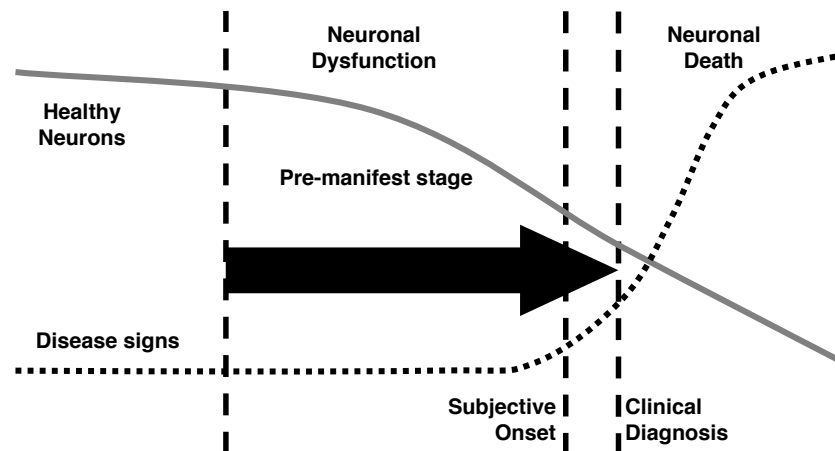 Neuronal
Dysfunction
Neuronal
Death
Healthy
Neurons
Pre-manifest stage
Disease signs
Subjective
Onset
Clinical
Diagnosis